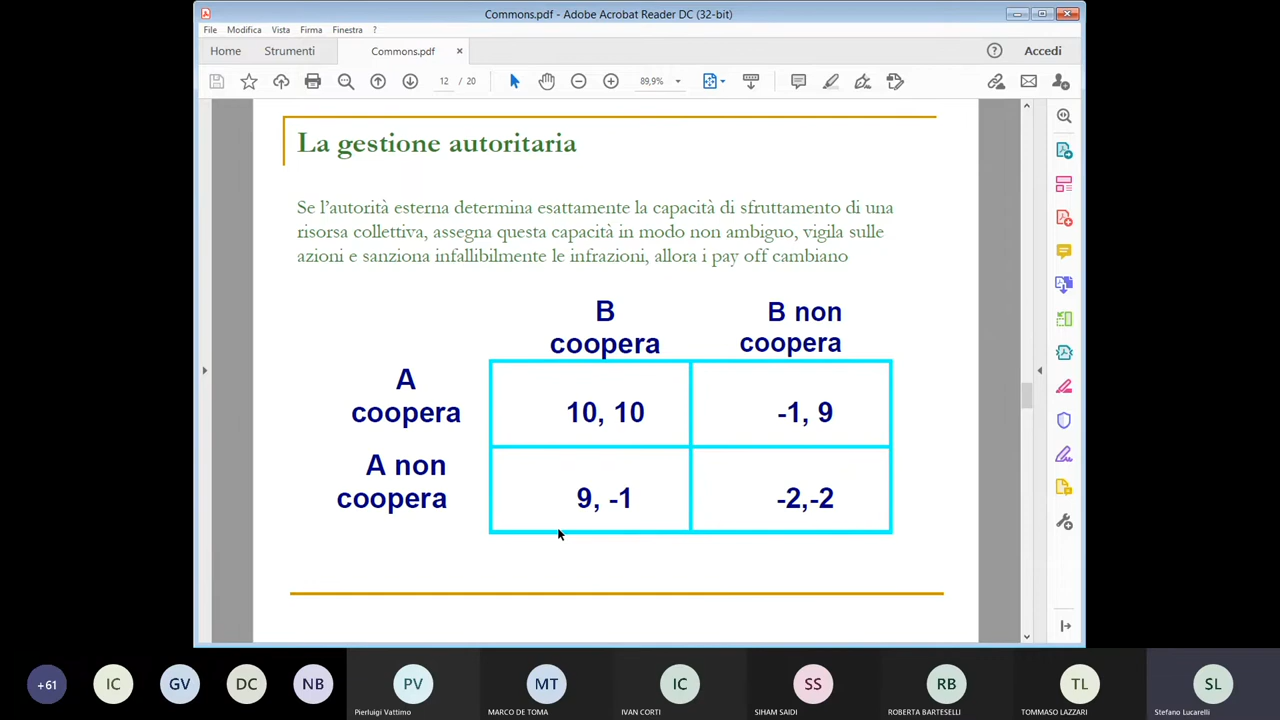 Commons.pdf - Adobe Acrobat Reader DC (32-bit)
File Modifica Vista Firma Finestra ?
Home Strumenti Commons.pdf × ? Accedi
12 / 20 89,9%
La gestione autoritaria
Se l'autorità esterna determina esattamente la capacità di sfruttamento di una
risorsa collettiva, assegna questa capacità in modo non ambiguo, vigila sulle
azioni e sanziona infallibilmente le infrazioni, allora i pay off cambiano
B
coopera
B non
coopera
A
coopera
10, 10
-1, 9
A non
coopera
9, -1
-2,-2
+61 IC GV DC NB PV MT IC SS RB TL SL
Pierluigi Vattimo MARCO DE TOMA IVAN CORTI SIHAM SAIDI ROBERTA BARTESELLI TOMMASO LAZZARI Stefano Lucarelli